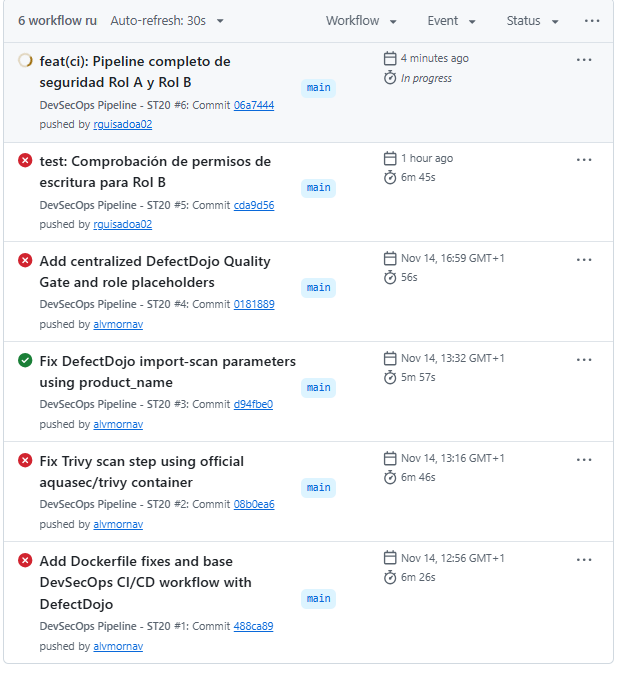 6 workflow ru Auto-refresh: 30s Workflow Event Status
feat(ci): Pipeline completo de
seguridad Rol A y Rol B
DevSecOps Pipeline - ST20 #6: Commit 06a7444
pushed by rguisadoa02
main
4 minutes ago
In progress
test: Comprobación de permisos de
escritura para Rol B
DevSecOps Pipeline - ST20 #5: Commit cda9d56
pushed by rguisadoa02
main
1 hour ago
6m 45s
Add centralized DefectDojo Quality
Gate and role placeholders
DevSecOps Pipeline - ST20 #4: Commit 0181889
pushed by alvmornav
main
Nov 14, 16:59 GMT+1
56s
Fix DefectDojo import-scan parameters
using product_name
DevSecOps Pipeline - ST20 #3: Commit d94fbe0
pushed by alvmornav
main
Nov 14, 13:32 GMT+1
5m 57s
Fix Trivy scan step using official
aquasec/trivy container
DevSecOps Pipeline - ST20 #2: Commit 08b0ea6
pushed by alvmornav
main
Nov 14, 13:16 GMT+1
6m 46s
Add Dockerfile fixes and base
DevSecOps CI/CD workflow with
DefectDojo
DevSecOps Pipeline - ST20 #1: Commit 488ca89
pushed by alvmornav
main
Nov 14, 12:56 GMT+1
6m 26s